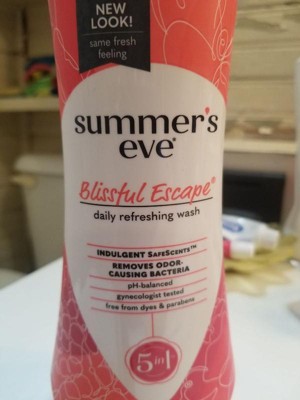 NEW
LOOK!
same fresh
feeling
summer's
eve®
Blissful Escape®
daily refreshing wash
INDULGENT SAFESCENTS™
REMOVES ODOR-
CAUSING BACTERIA
pH-balanced
gynecologist tested
free from dyes & parabens
5in1